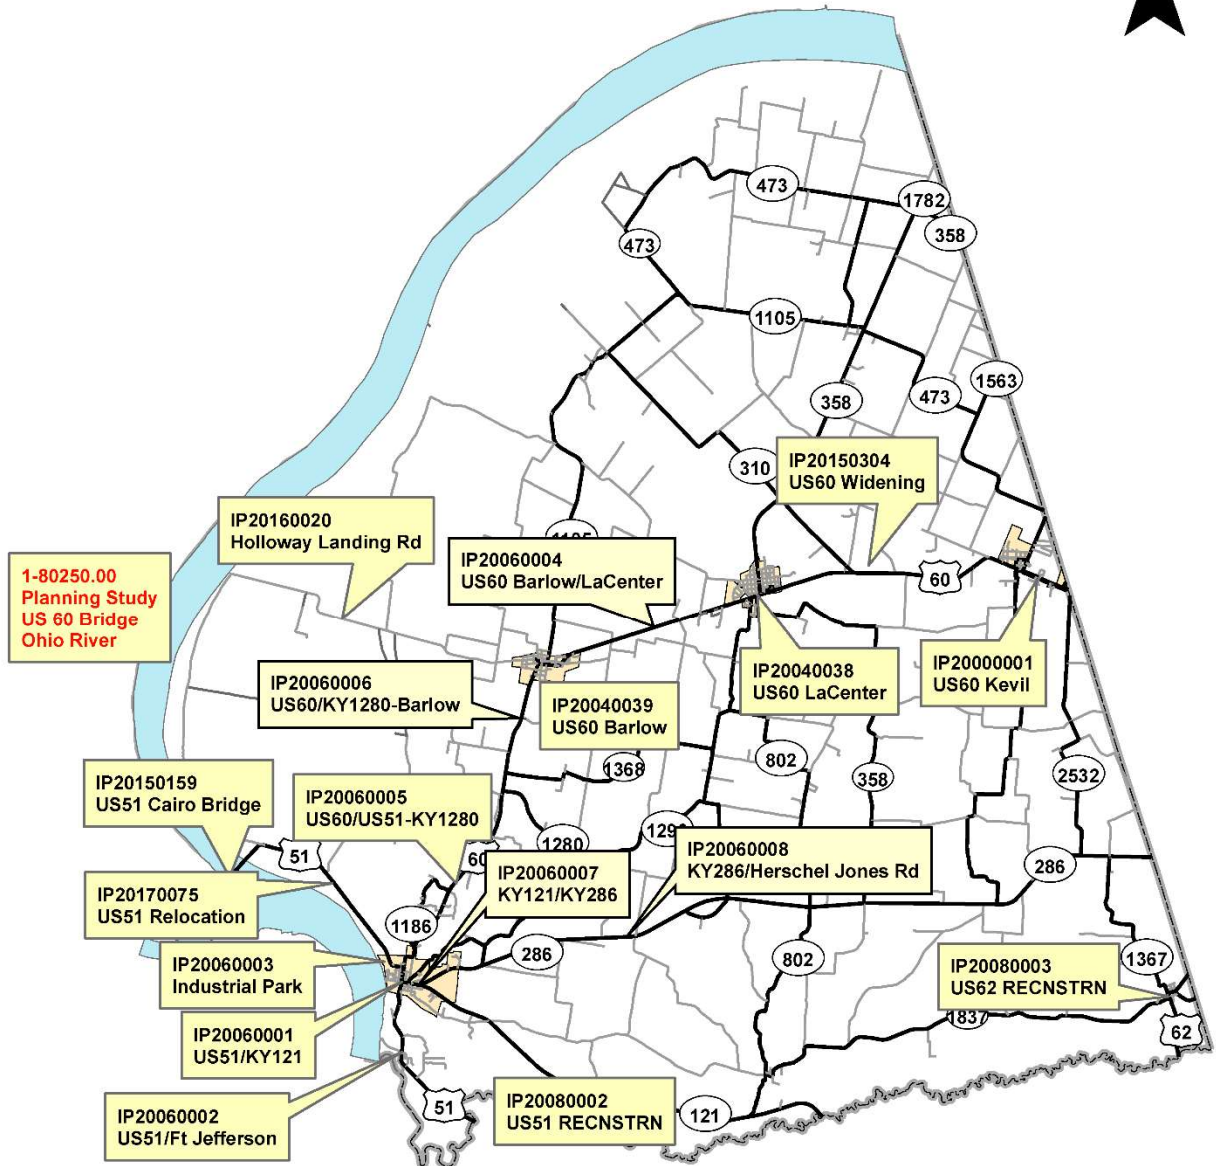 473
1782
358
473
1105
1563
473
358
310
IP20150304
US60 Widening
IP20160020
Holloway Landing Rd
1105
IP20060004
US60 Barlow/LaCenter
60
1-80250.00
Planning Study
US 60 Bridge
Ohio River
IP20040038
US60 LaCenter
IP20000001
US60 Kevil
IP20060006
US60/KY1280-Barlow
IP20040039
US60 Barlow
1368
802
358
2532
IP20150159
US51 Cairo Bridge
IP20060005
US60/US51-KY1280
1280
IP20060008
KY286/Herschel Jones Rd
51
60
286
IP20060007
KY121/KY286
IP20170075
US51 Relocation
1186
286
802
1367
IP20060003
Industrial Park
IP20080003
US62 RECNSTRN
IP20060001
US51/KY121
1837
62
IP20060002
US51/Ft Jefferson
51
IP20080002
US51 RECNSTRN
121